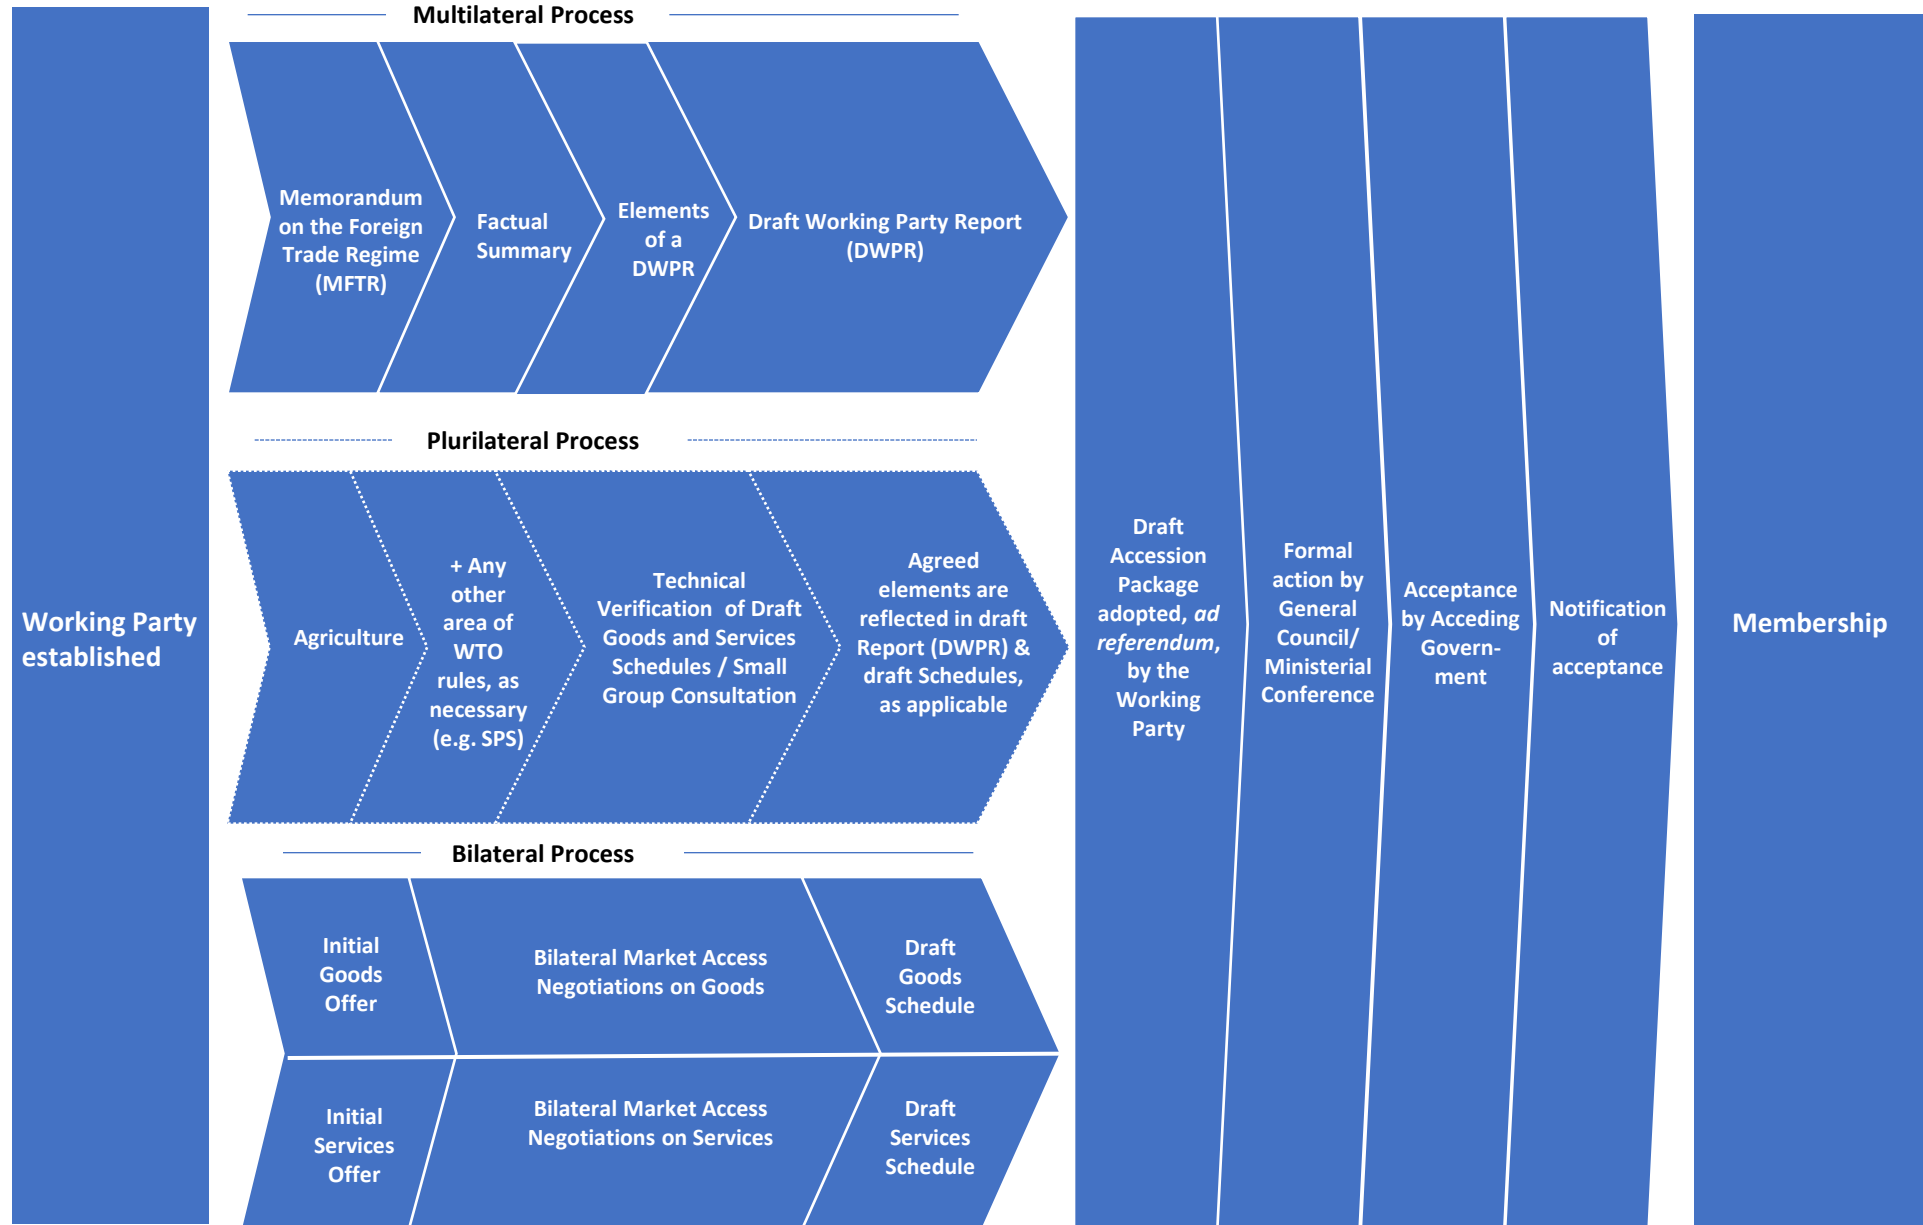 Working Party
established
Multilateral Process
Memorandum
on the Foreign
Trade Regime
(MFTR)
Factual
Summary
Elements
of a
DWPR
Draft Working Party Report
(DWPR)
Plurilateral Process
Agriculture
+ Any
other
area of
WTO
rules, as
necessary
(e.g. SPS)
Technical
Verification of Draft
Goods and Services
Schedules / Small
Group Consultation
Agreed
elements are
reflected in draft
Report (DWPR) &
draft Schedules,
as applicable
Bilateral Process
Initial
Goods
Offer
Bilateral Market Access
Negotiations on Goods
Draft
Goods
Schedule
Initial
Services
Offer
Bilateral Market Access
Negotiations on Services
Draft
Services
Schedule
Draft
Accession
Package
adopted, ad
referendum,
by the
Working
Party
Formal
action by
General
Council/
Ministerial
Conference
Acceptance
by Acceding
Govern-
ment
Notification
of
acceptance
Membership